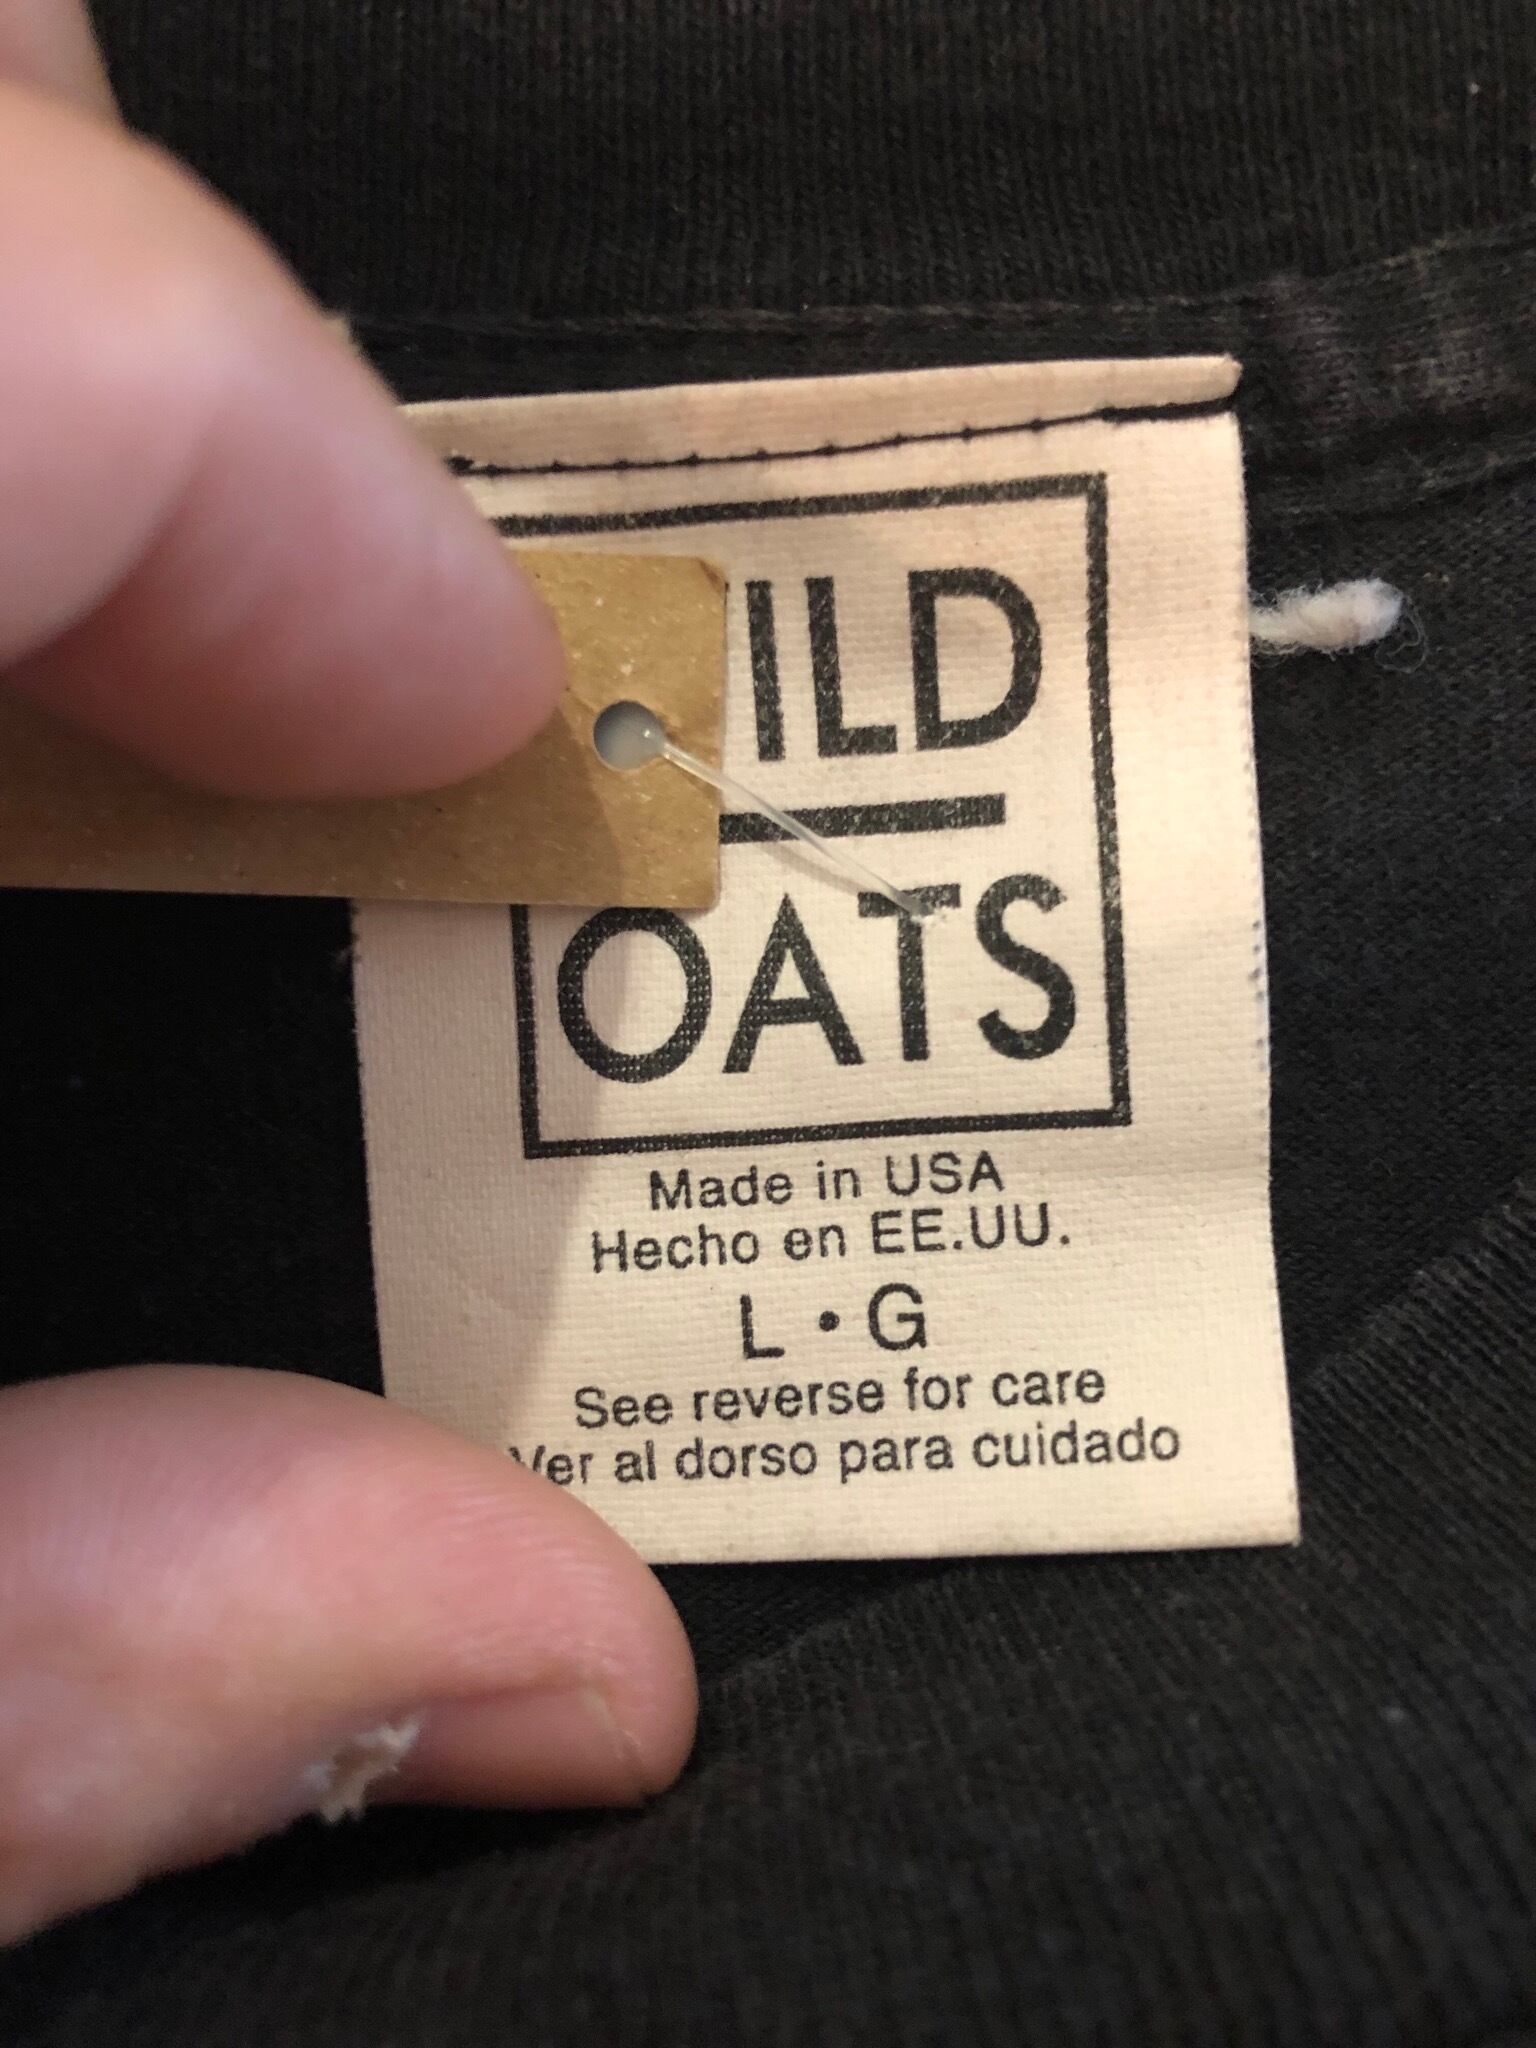 ILD
OATS
Made in USA
Hecho en EE.UU.
L • G
See reverse for care
Ver al dorso para cuidado